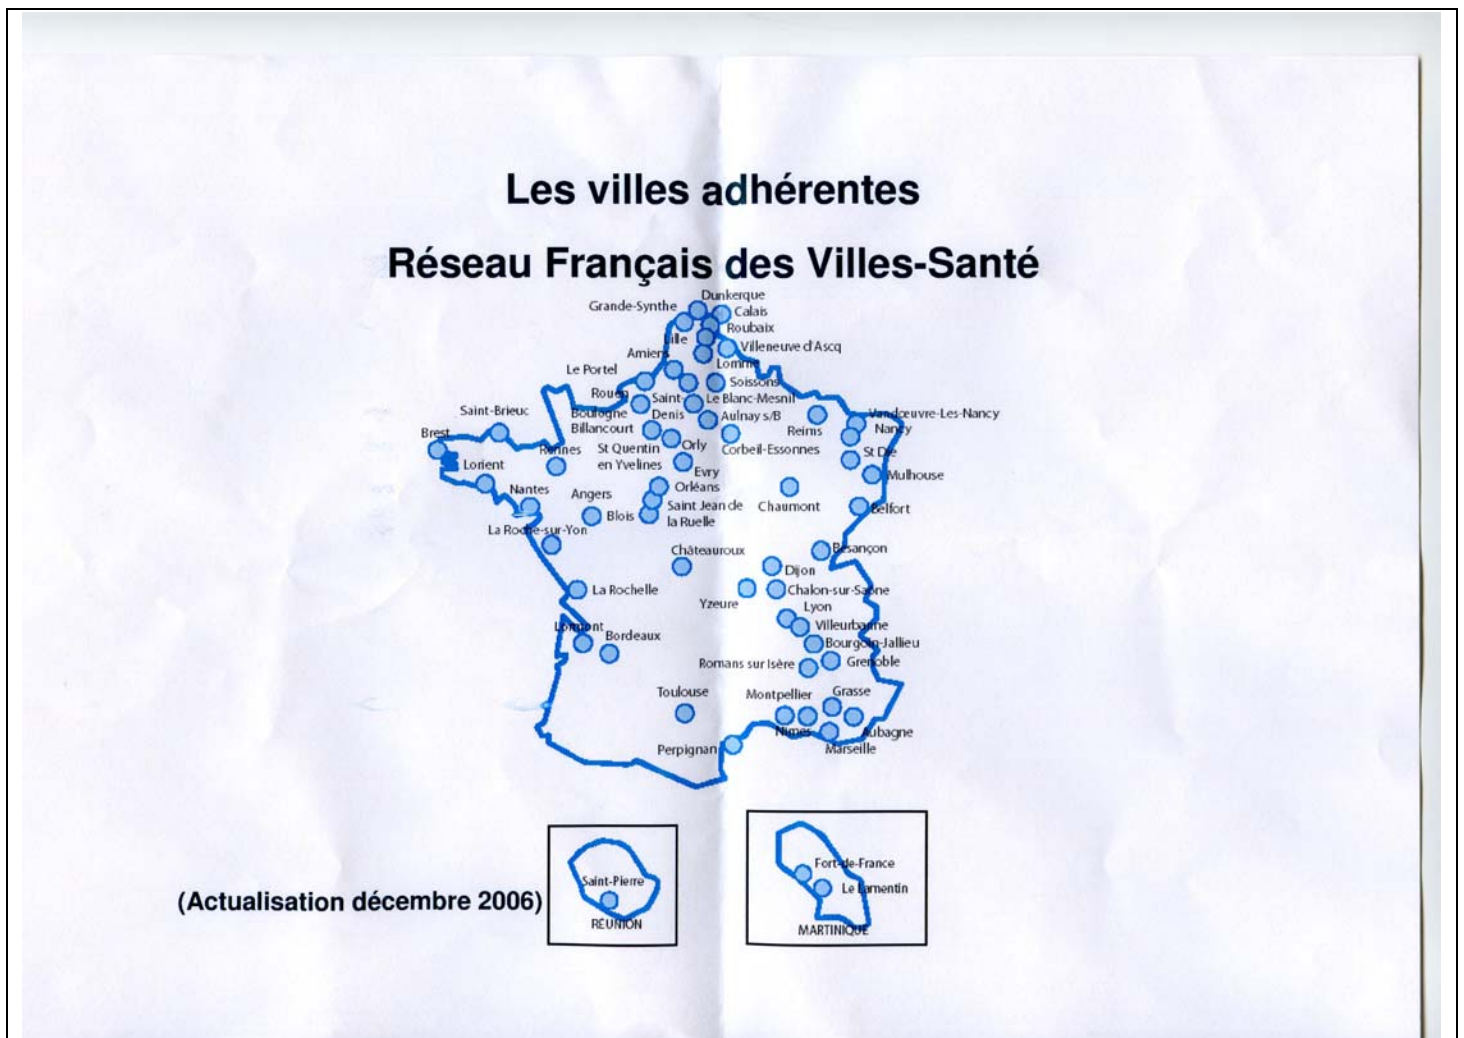 Les villes adhérentes
Réseau Français des Villes-Santé
Dunkerque
Grande-Synthe
Calais
Roubaix
Lille
Villeneuve d'Ascq
Amiens
Lomme
Le Portel
Soissons
Rouen
Saint-
Denis
Le Blanc-Mesnil
Boulogne
Billancourt
Aulnay s/B
Saint-Brieuc
Vandœuvre-Les-Nancy
Reims
Nancy
Brest
Rennes
St Quentin
en Yvelines
Orly
Corbeil-Essonnes
St Dié
Lorient
Evry
Mulhouse
Nantes
Angers
Orléans
Chaumont
Belfort
Blois
Saint Jean de
la Ruelle
La Roche-sur-Yon
Châteauroux
Besançon
Dijon
La Rochelle
Chalon-sur-Saône
Yzeure
Lyon
Lormont
Villeurbanne
Bordeaux
Bourgoin-Jallieu
Romans sur Isère
Grenoble
Toulouse
Montpellier
Grasse
Nîmes
Aubagne
Perpignan
Marseille
Saint-Pierre
RÉUNION
Fort-de-France
Le Lamentin
MARTINIQUE
(Actualisation décembre 2006)